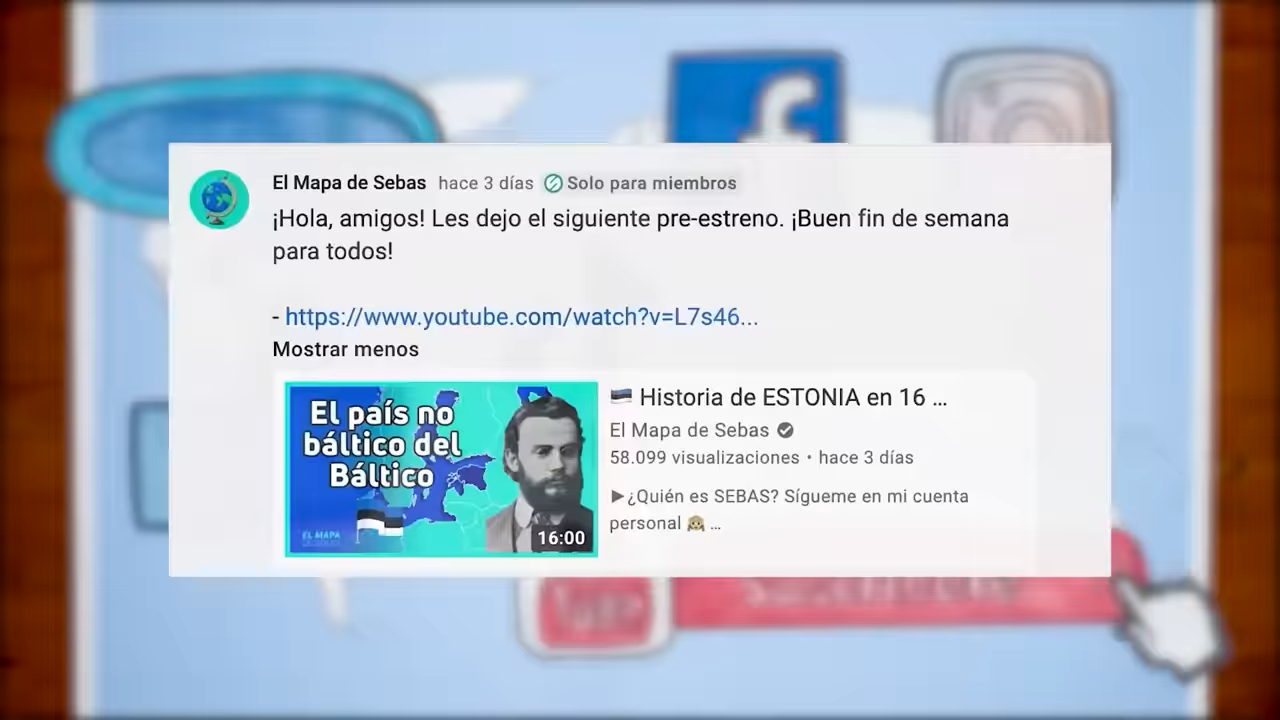 El Mapa de Sebas hace 3 días Solo para miembros
¡Hola, amigos! Les dejo el siguiente pre-estreno. ¡Buen fin de semana
para todos!
- https://www.youtube.com/watch?v=L7s46...
Mostrar menos
El país no
báltico del
Báltico
EL MAPA
16:00
Historia de ESTONIA en 16 ...
El Mapa de Sebas
58.099 visualizaciones • hace 3 días
▶¿Quién es SEBAS? Sígueme en mi cuenta
personal 🙊 ...